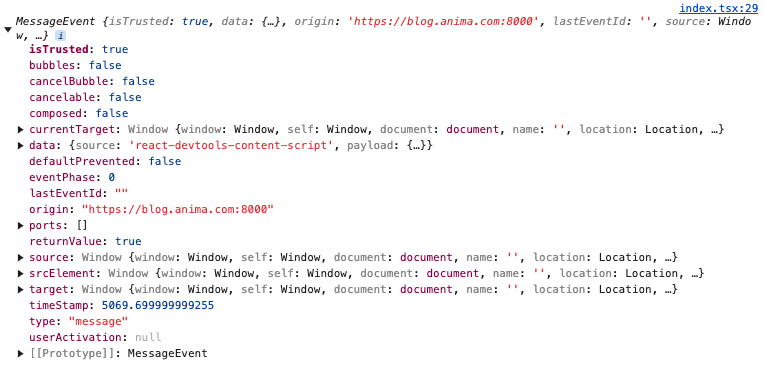 index.tsx:29
MessageEvent {isTrusted: true, data: {…}, origin: 'https://blog.anima.com:8000', lastEventId: '', source: Windo
w, …} i
isTrusted: true
bubbles: false
cancelBubble: false
cancelable: false
composed: false
currentTarget: Window {window: Window, self: Window, document: document, name: '', location: Location, …}
data: {source: 'react-devtools-content-script', payload: {…}}
defaultPrevented: false
eventPhase: 0
lastEventId: ""
origin: "https://blog.anima.com:8000"
ports: []
returnValue: true
source: Window {window: Window, self: Window, document: document, name: '', location: Location, …}
srcElement: Window {window: Window, self: Window, document: document, name: '', location: Location, …}
target: Window {window: Window, self: Window, document: document, name: '', location: Location, …}
timeStamp: 5069.699999999255
type: "message"
userActivation: null
[[Prototype]]: MessageEvent